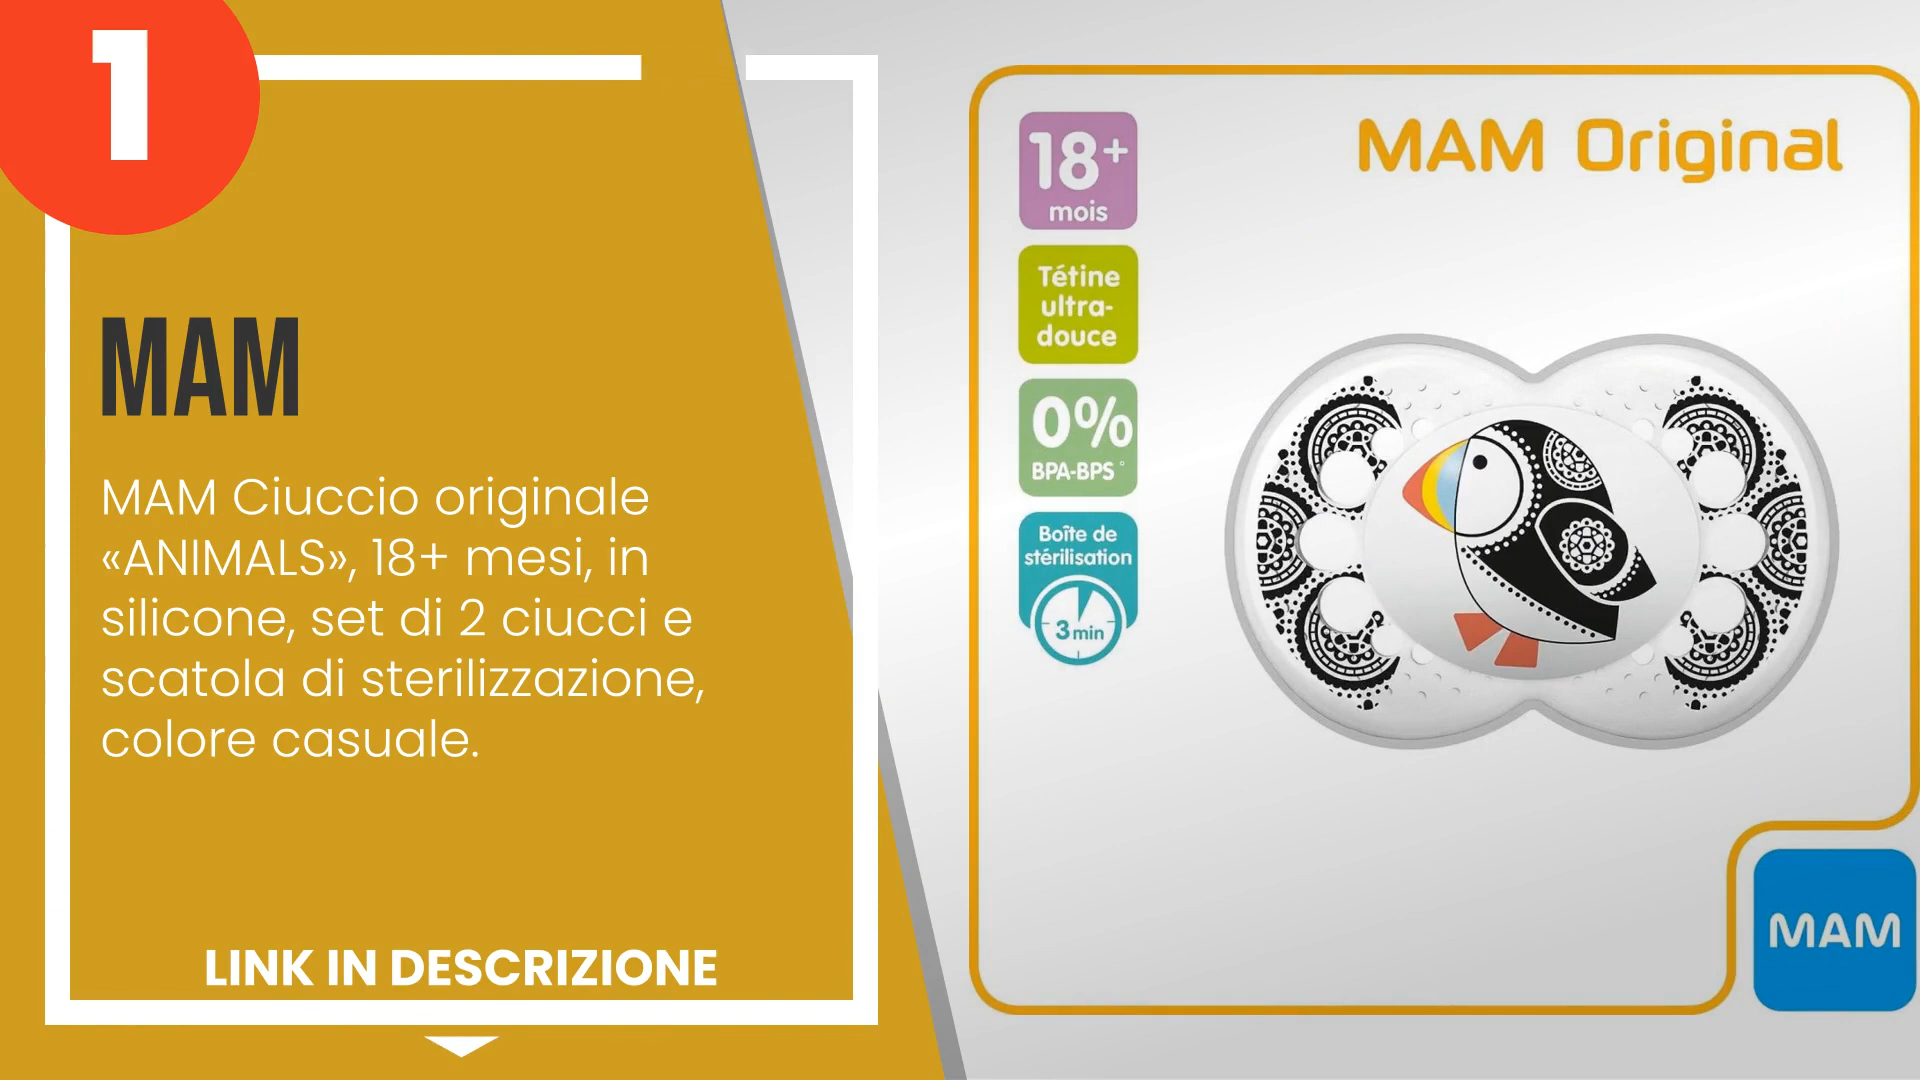 1
MAM
MAM Ciuccio originale
«ANIMALS», 18+ mesi, in
silicone, set di 2 ciucci e
scatola di sterilizzazione,
colore casuale.
LINK IN DESCRIZIONE
MAM Original
18+
mois
Tétine
ultra-
douce
0%
BPA-BPS°
Boîte de
stérilisation
3 min
MAM